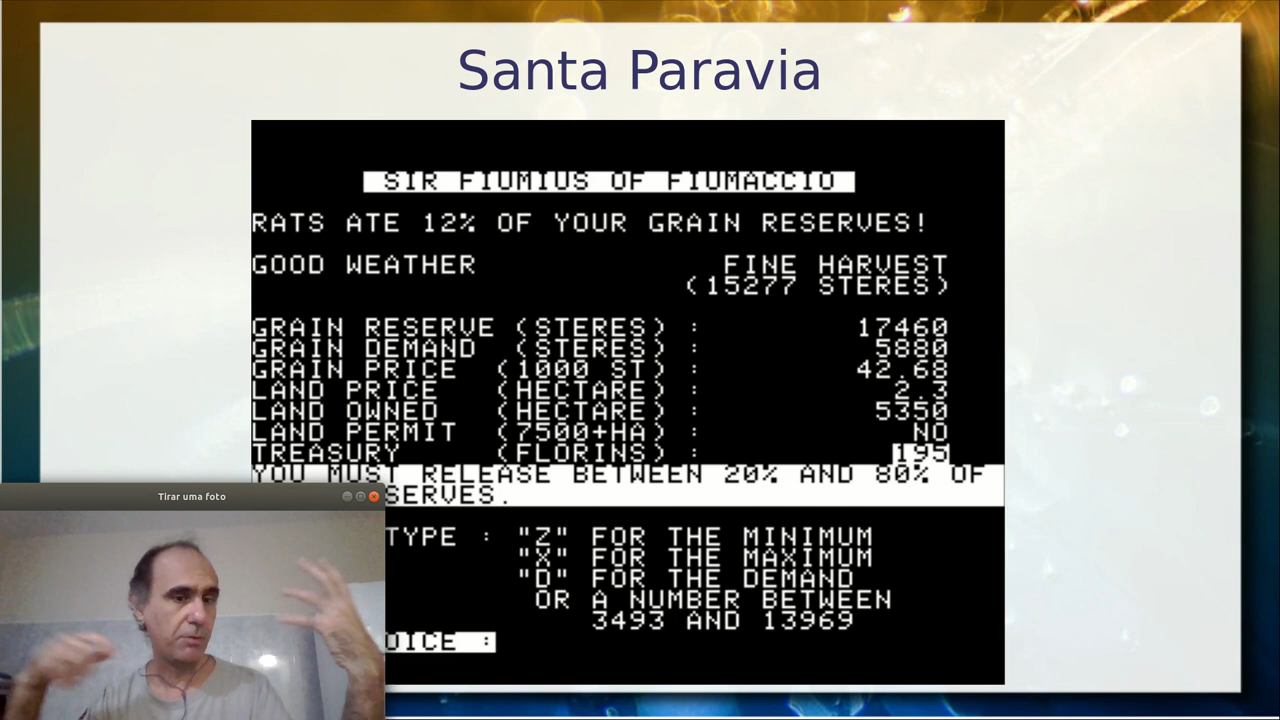 Santa Paravia
SIR FIUMIUS OF FIUMACCIO
RATS ATE 12% OF YOUR GRAIN RESERVES!
GOOD WEATHER FINE HARVEST
(15277 STERES)
GRAIN RESERVE (STERES) : 17460
GRAIN DEMAND (STERES) : 5880
GRAIN PRICE (1000 ST) : 42.68
LAND PRICE (HECTARE) : 2.3
LAND OWNED (HECTARE) : 5350
LAND PERMIT (7500+HA) : NO
TREASURY (FLORINS) : 195
YOU MUST RELEASE BETWEEN 20% AND 80% OF
SERVES.
TYPE : "Z" FOR THE MINIMUM
"X" FOR THE MAXIMUM
"D" FOR THE DEMAND
OR A NUMBER BETWEEN
3493 AND 13969
OICE :
Tirar uma foto